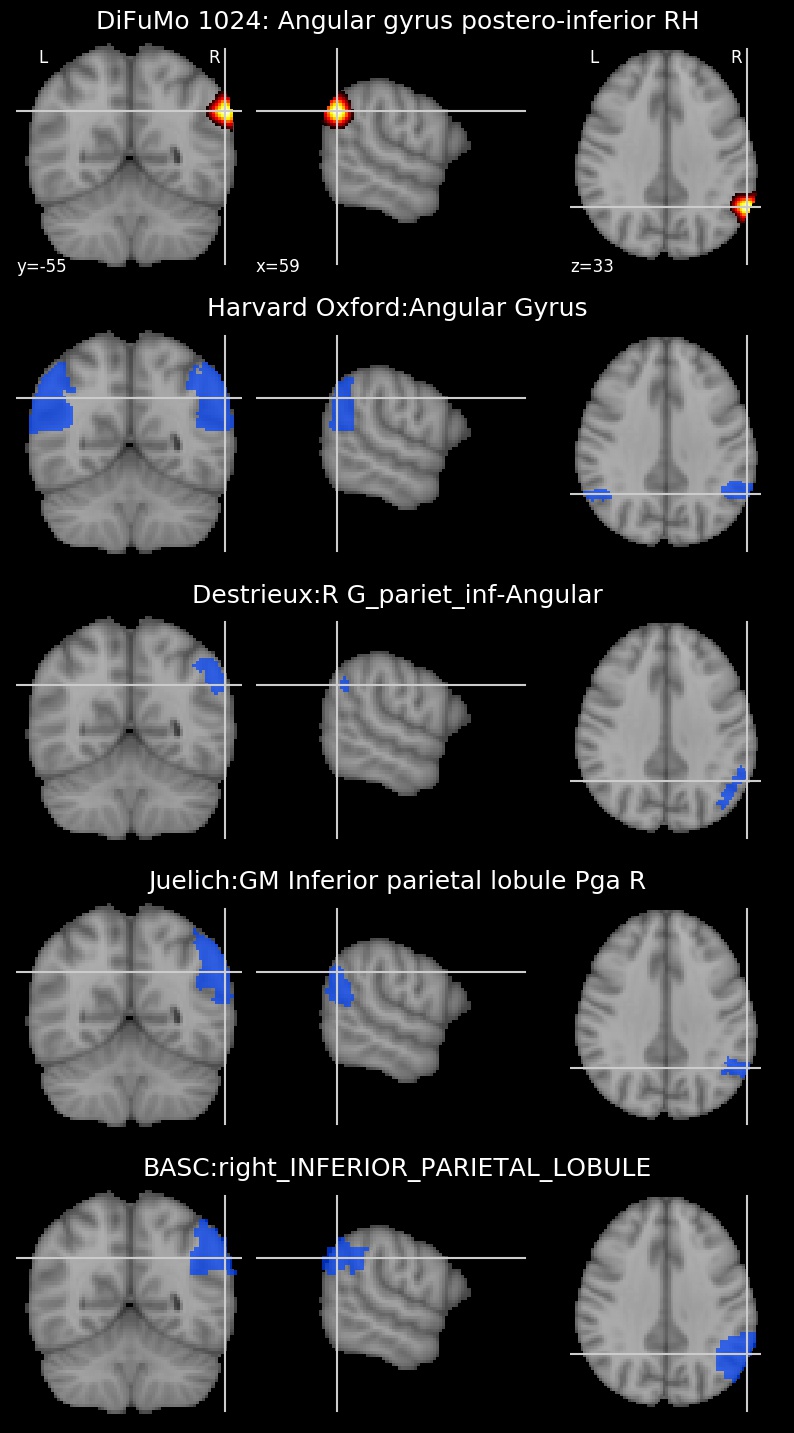 DiFuMo 1024: Angular gyrus postero-inferior RH
L R L R
y=-55 x=59 z=33
Harvard Oxford:Angular Gyrus
Destrieux:R G_pariet_inf-Angular
Juelich:GM Inferior parietal lobule Pga R
BASC:right_INFERIOR_PARIETAL_LOBULE